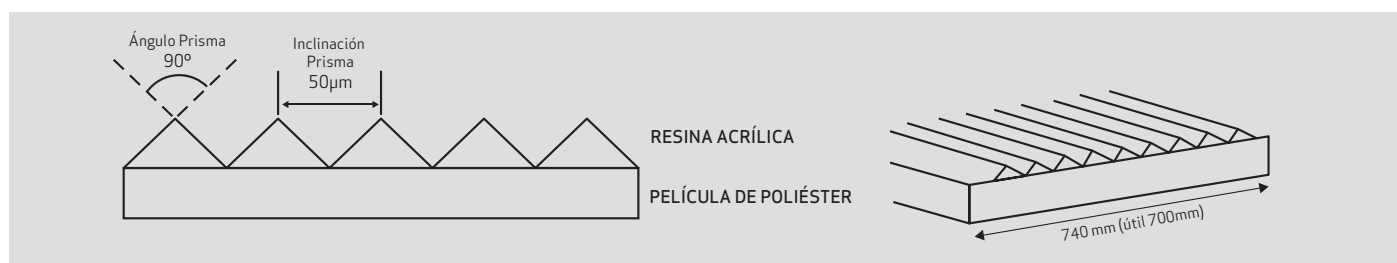 Ángulo Prisma
90º
Inclinación
Prisma
50µm
RESINA ACRÍLICA
PELÍCULA DE POLIÉSTER
740 mm (útil 700mm)